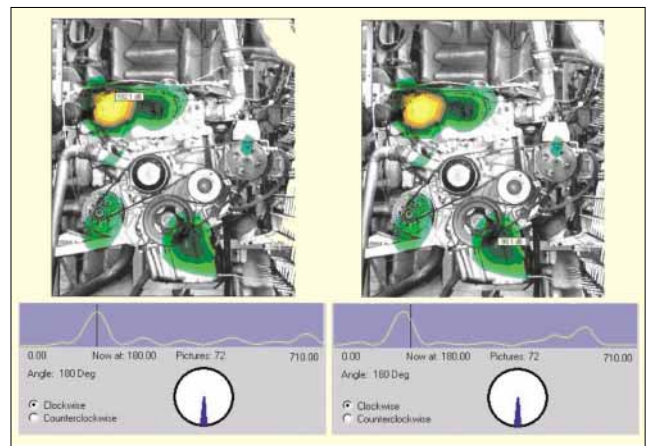 0.00 Now at: 180.00 Pictures: 72 710.00
Angle: 180 Deg
Clockwise
Counterclockwise
0.00 Now at: 180.00 Pictures: 72 710.00
Angle: 180 Deg
Clockwise
Counterclockwise